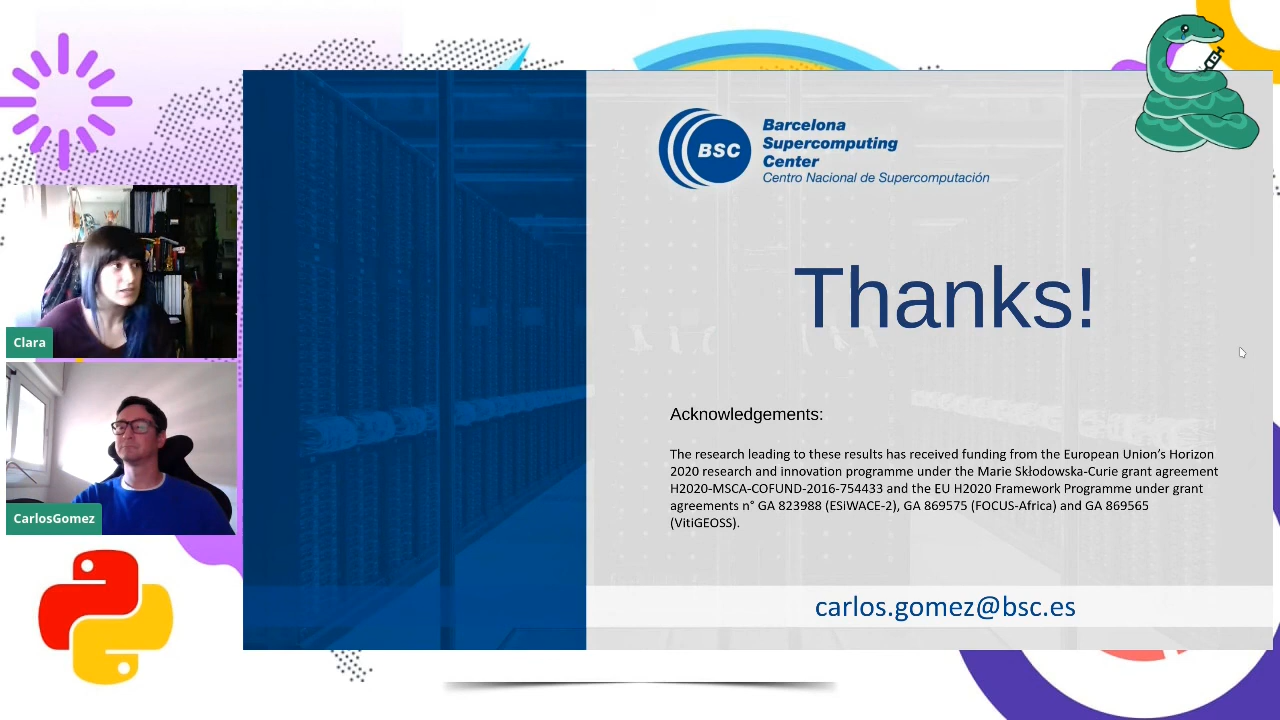 BSC
Barcelona
Supercomputing
Center
Centro Nacional de Supercomputación
Thanks!
Clara
CarlosGomez
Acknowledgements:
The research leading to these results has received funding from the European Union’s Horizon
2020 research and innovation programme under the Marie Skłodowska-Curie grant agreement
H2020-MSCA-COFUND-2016-754433 and the EU H2020 Framework Programme under grant
agreements n° GA 823988 (ESiWACE-2), GA 869575 (FOCUS-Africa) and GA 869565
(VitiGEOSS).
carlos.gomez@bsc.es